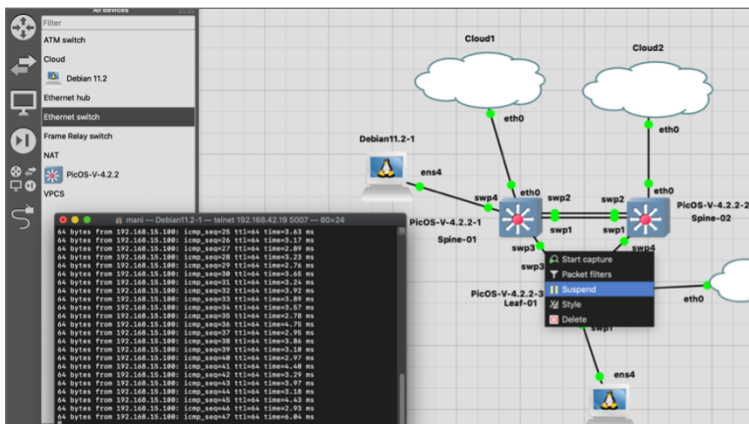 All devices
Filter
ATM switch
Cloud
Debian 11.2
Ethernet hub
Ethernet switch
Frame Relay switch
NAT
PicOS-V-4.2.2
VPCS
Cloud1
Cloud2
eth0
eth0
Debian11.2-1
ens4
swp4
eth0
swp2
swp2
eth0
PicOS-V-4.2.2-1
Spine-01
swp1
swp1
PicOS-V-4.2.2-2
Spine-02
swp3
swp4
swp3
PicOS-V-4.2.2-3
Leaf-01
eth0
swp1
ens4
Start capture
Packet filters
Suspend
Style
Delete
mani — Debian11.2-1 — telnet 192.168.42.19 5007 — 80×24
64 bytes from 192.168.15.100: icmp_seq=25 ttl=64 time=3.63 ms
64 bytes from 192.168.15.100: icmp_seq=26 ttl=64 time=3.17 ms
64 bytes from 192.168.15.100: icmp_seq=27 ttl=64 time=2.89 ms
64 bytes from 192.168.15.100: icmp_seq=28 ttl=64 time=3.23 ms
64 bytes from 192.168.15.100: icmp_seq=29 ttl=64 time=2.76 ms
64 bytes from 192.168.15.100: icmp_seq=30 ttl=64 time=3.65 ms
64 bytes from 192.168.15.100: icmp_seq=31 ttl=64 time=3.24 ms
64 bytes from 192.168.15.100: icmp_seq=32 ttl=64 time=3.92 ms
64 bytes from 192.168.15.100: icmp_seq=33 ttl=64 time=3.89 ms
64 bytes from 192.168.15.100: icmp_seq=34 ttl=64 time=3.57 ms
64 bytes from 192.168.15.100: icmp_seq=35 ttl=64 time=2.78 ms
64 bytes from 192.168.15.100: icmp_seq=36 ttl=64 time=4.75 ms
64 bytes from 192.168.15.100: icmp_seq=37 ttl=64 time=2.95 ms
64 bytes from 192.168.15.100: icmp_seq=38 ttl=64 time=3.86 ms
64 bytes from 192.168.15.100: icmp_seq=39 ttl=64 time=3.10 ms
64 bytes from 192.168.15.100: icmp_seq=40 ttl=64 time=2.97 ms
64 bytes from 192.168.15.100: icmp_seq=41 ttl=64 time=4.40 ms
64 bytes from 192.168.15.100: icmp_seq=42 ttl=64 time=3.29 ms
64 bytes from 192.168.15.100: icmp_seq=43 ttl=64 time=3.97 ms
64 bytes from 192.168.15.100: icmp_seq=44 ttl=64 time=3.18 ms
64 bytes from 192.168.15.100: icmp_seq=45 ttl=64 time=4.43 ms
64 bytes from 192.168.15.100: icmp_seq=46 ttl=64 time=2.93 ms
64 bytes from 192.168.15.100: icmp_seq=47 ttl=64 time=6.04 ms